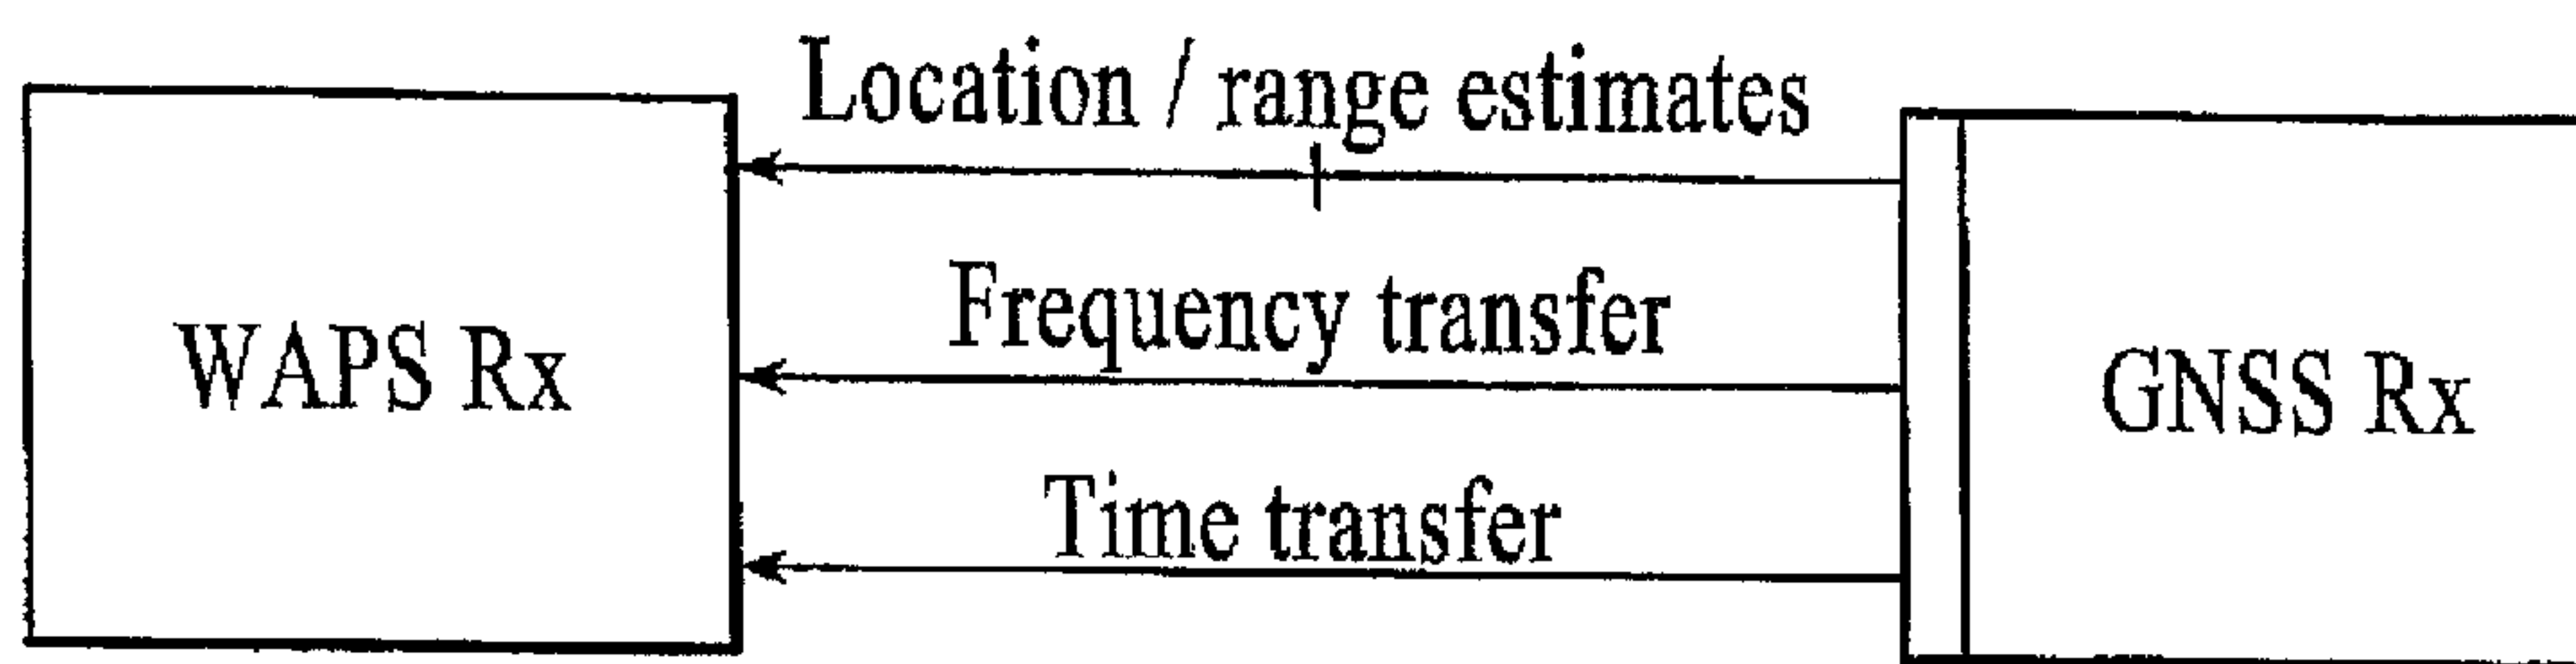 Location / range estimates
Frequency transfer
WAPS Rx
GNSS Rx
Time transfer